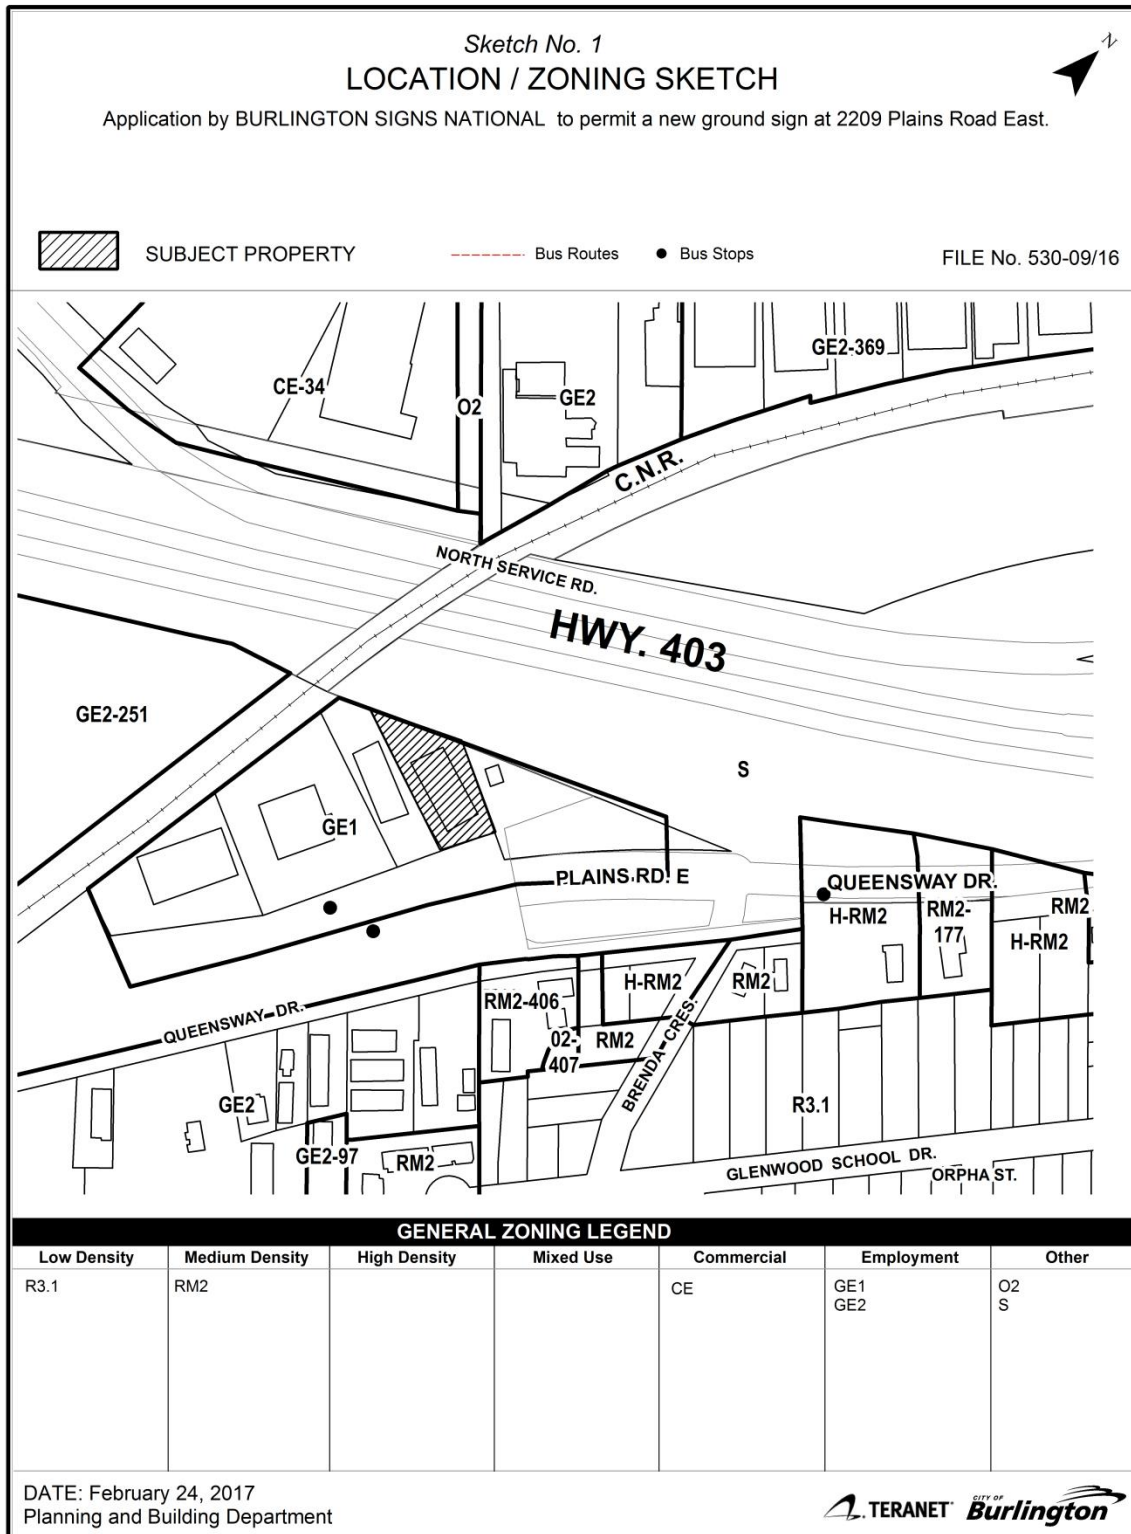 Sketch No. 1
N
LOCATION / ZONING SKETCH
Application by BURLINGTON SIGNS NATIONAL to permit a new ground sign at 2209 Plains Road East.
SUBJECT PROPERTY
Bus Routes
Bus Stops
FILE No. 530-09/16
GE2-369
CE-34
O2
GE2
C.N.R.
NORTH SERVICE RD.
HWY. 403
GE2-251
S
GE1
PLAINS RD. E
QUEENSWAY DR.
H-RM2
RM2-
177
RM2
H-RM2
H-RM2
RM2
RM2-406
QUEENSWAY DR.
02-
407
RM2
BRENDA CRES.
GE2
R3.1
GE2-97
RM2
GLENWOOD SCHOOL DR.
ORPHA ST.
GENERAL ZONING LEGEND
Low Density
Medium Density
High Density
Mixed Use
Commercial
Employment
Other
R3.1
RM2
CE
GE1
GE2
O2
S
DATE: February 24, 2017
Planning and Building Department
TERANET
CITY OF
Burlington